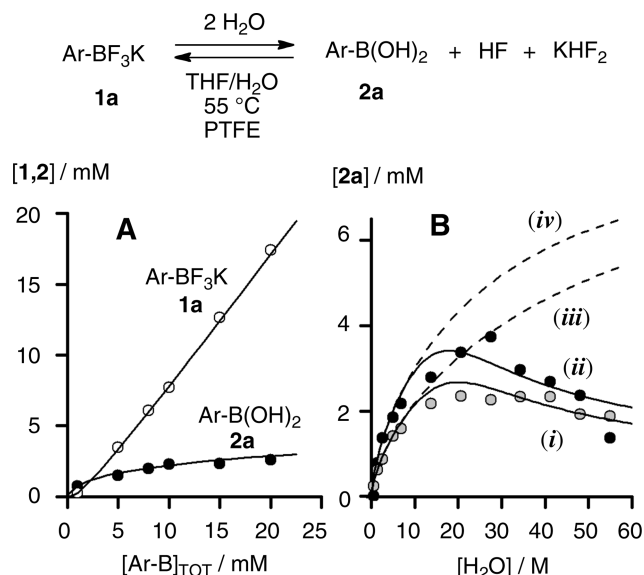 2 H₂O
Ar-BF₃K Ar-B(OH)₂ + HF + KHF₂
THF/H₂O
1a 55 °C 2a
PTFE
[1,2] / mM
20
15
10
5
0
A
Ar-BF₃K
1a
Ar-B(OH)₂
2a
0 5 10 15 20
[Ar-B]TOT / mM
[2a] / mM
6
4
2
0
B
(iv)
(iii)
(ii)
(i)
0 10 20 30 40 50 60
[H₂O] / M